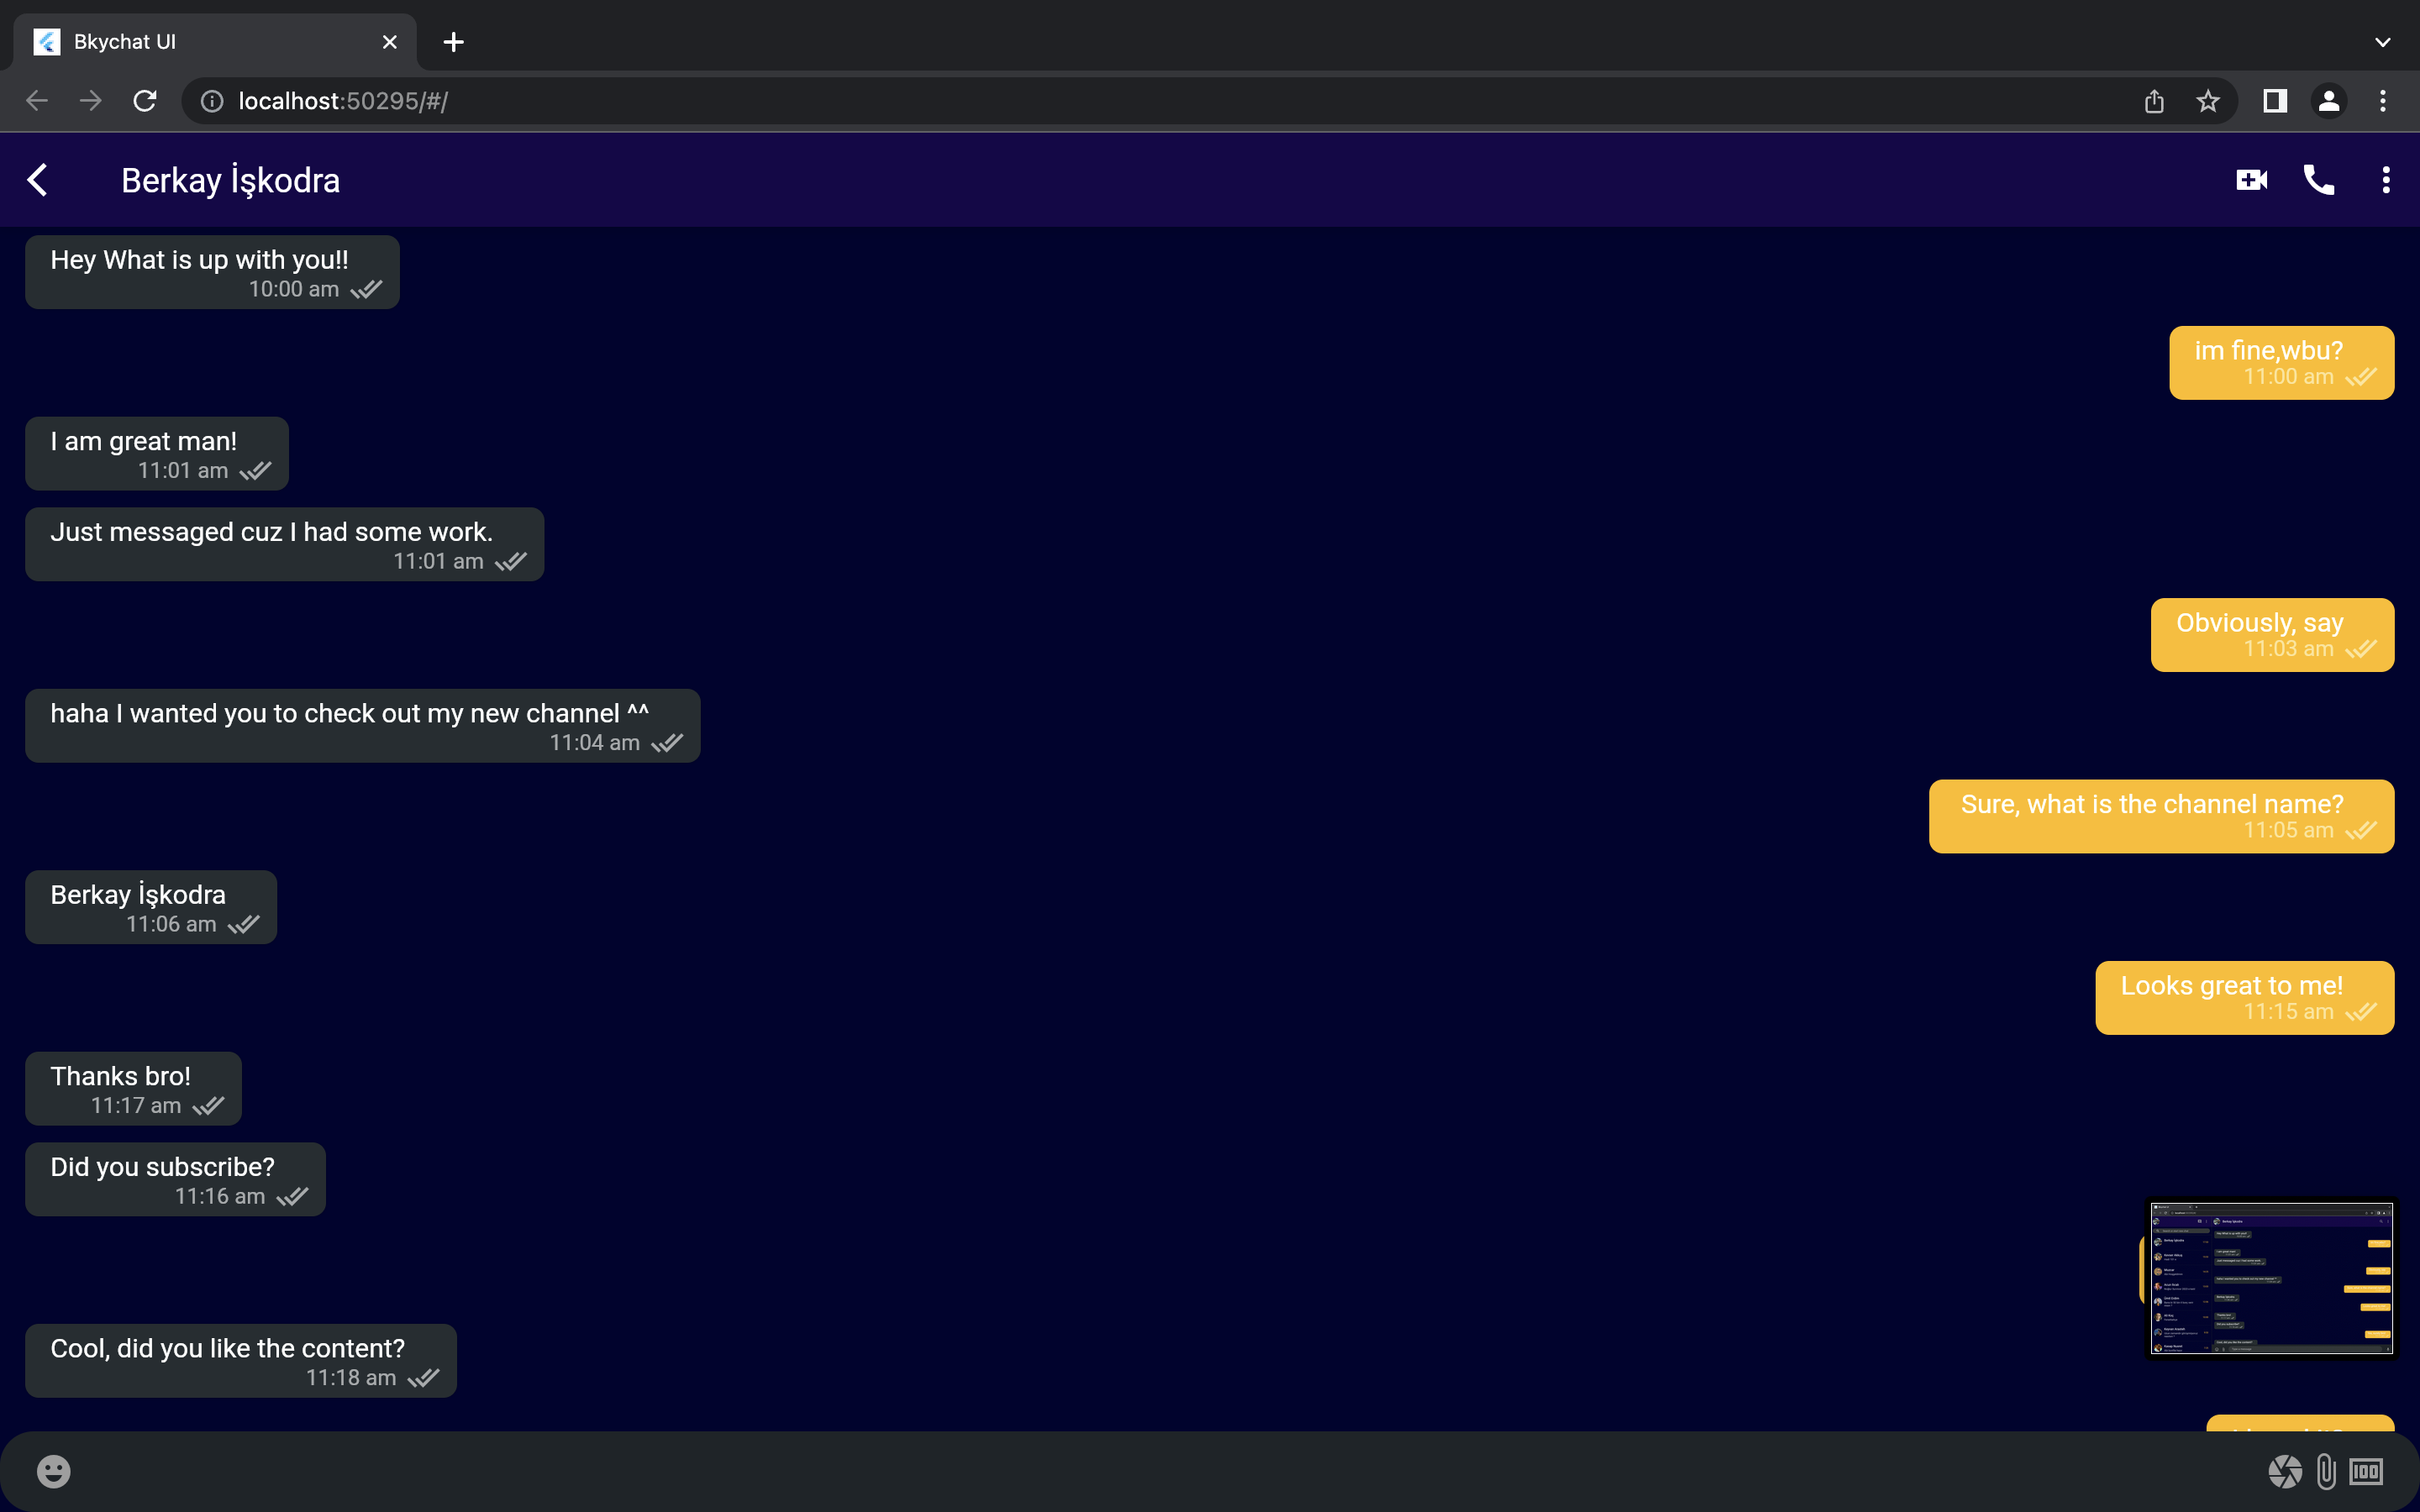 Bkychat UI
localhost:50295/#/
Berkay İşkodra
Hey What is up with you!!
10:00 am
im fine,wbu?
11:00 am
I am great man!
11:01 am
Just messaged cuz I had some work.
11:01 am
Obviously, say
11:03 am
haha I wanted you to check out my new channel ^^
11:04 am
Sure, what is the channel name?
11:05 am
Berkay İşkodra
11:06 am
Looks great to me!
11:15 am
Thanks bro!
11:17 am
Did you subscribe?
11:16 am
Cool, did you like the content?
11:18 am